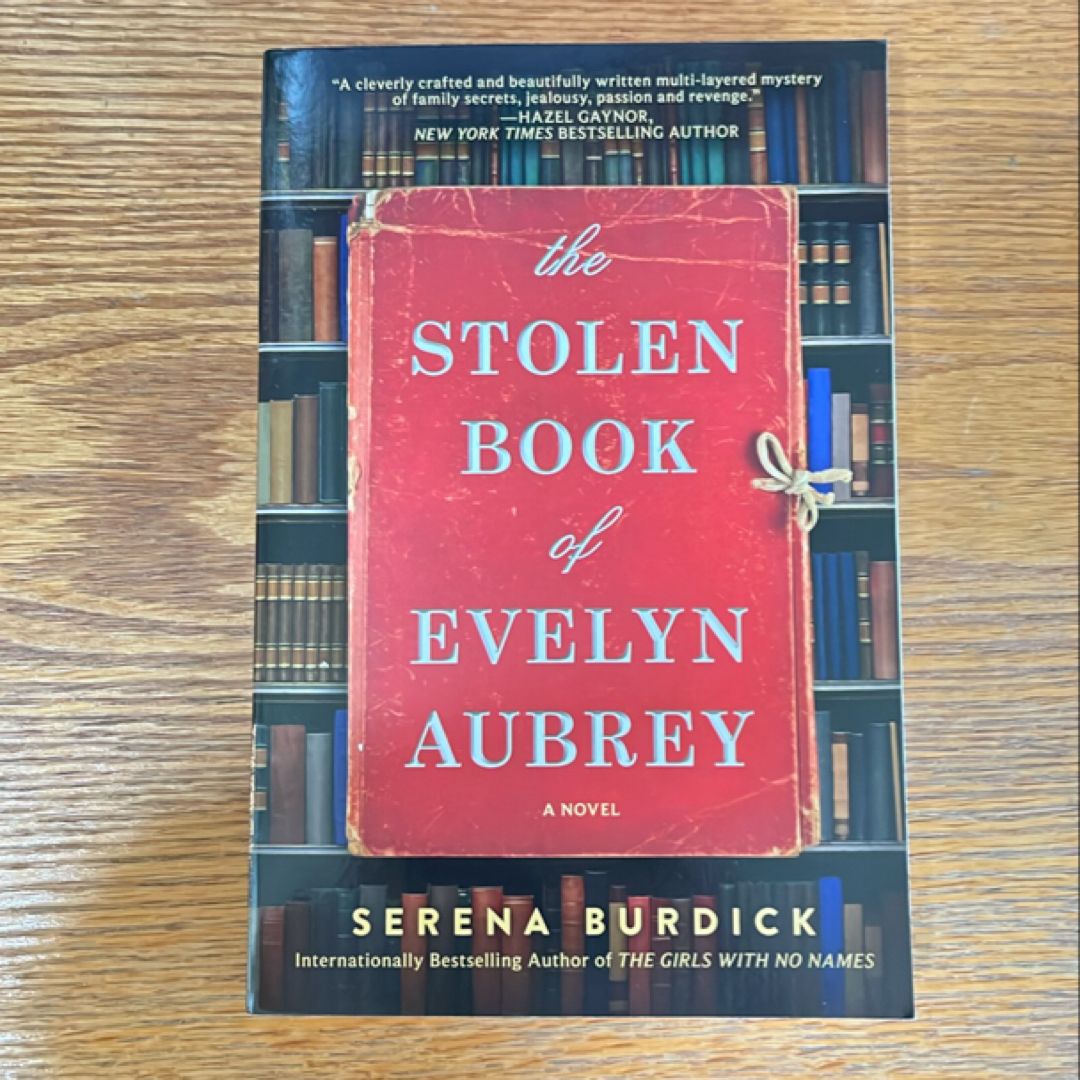 “A cleverly crafted and beautifully written multi-layered mystery
of family secrets, jealousy, passion and revenge.”
—HAZEL GAYNOR,
NEW YORK TIMES BESTSELLING AUTHOR
the
STOLEN
BOOK
of
EVELYN
AUBREY
A NOVEL
SERENA BURDICK
Internationally Bestselling Author of THE GIRLS WITH NO NAMES